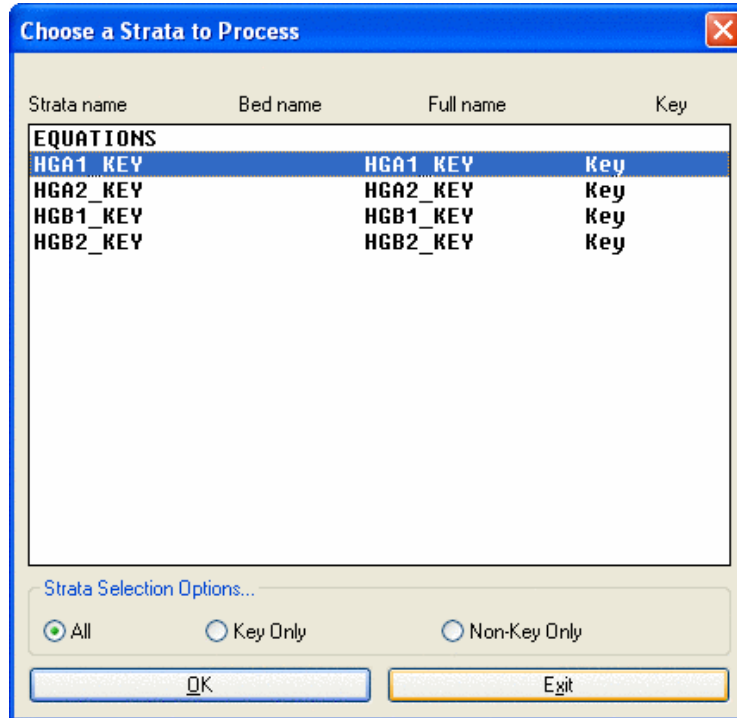 Choose a Strata to Process
Strata name Bed name Full name Key
EQUATIONS
HGA1_KEY HGA1_KEY Key
HGA2_KEY HGA2_KEY Key
HGB1_KEY HGB1_KEY Key
HGB2_KEY HGB2_KEY Key
Strata Selection Options...
All Key Only Non-Key Only
OK Exit